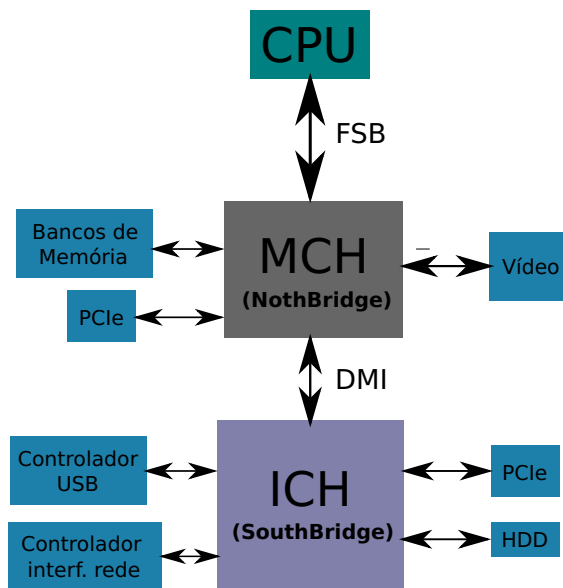 CPU
FSB
Bancos de
Memória
MCH
(NothBridge)
Vídeo
PCIe
DMI
Controlador
USB
ICH
(SouthBridge)
PCIe
HDD
Controlador
interf. rede